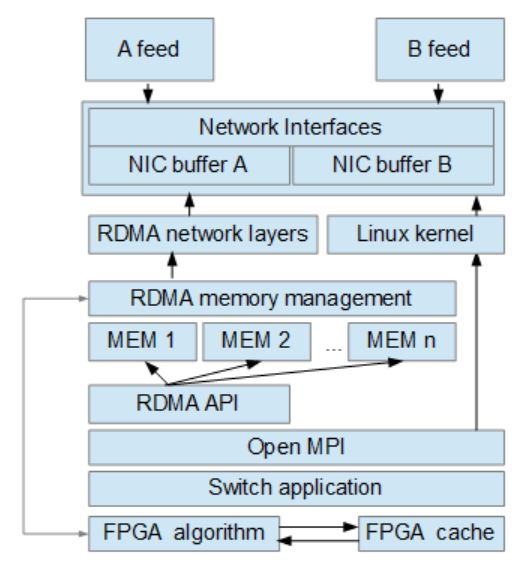 A feed
B feed
Network Interfaces
NIC buffer A
NIC buffer B
RDMA network layers
Linux kernel
RDMA memory management
MEM 1
MEM 2
...
MEM n
RDMA API
Open MPI
Switch application
FPGA algorithm
FPGA cache